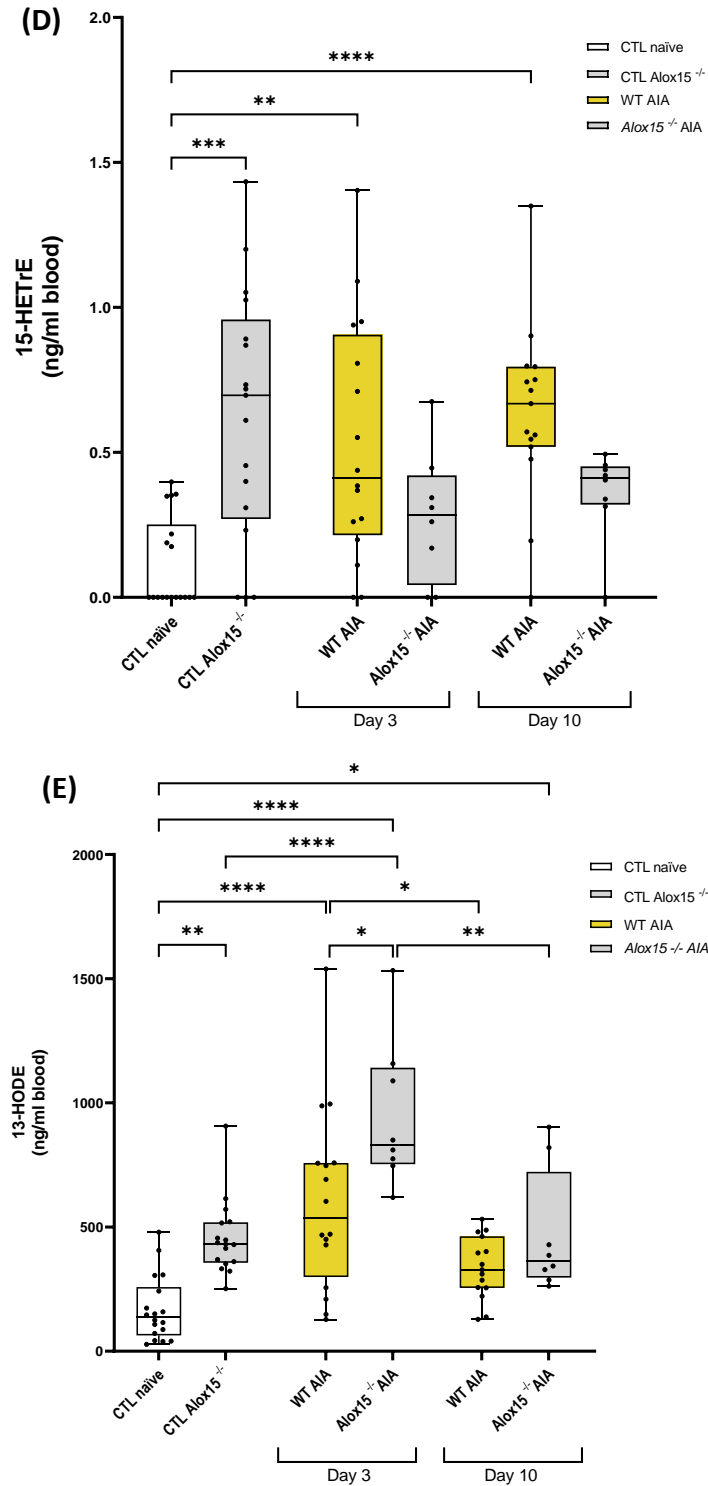 (D)
2.0
1.5
1.0
0.5
0.0
15-HETrE
(ng/ml blood)
****
**
***
CTL naïve
CTL Alox15 -/-
WT AIA
Alox15 -/- AIA
CTL naïve
CTL Alox15 -/-
WT AIA
Alox15 -/- AIA
WT AIA
Alox15 -/- AIA
Day 3
Day 10
(E)
2000
1500
1000
500
0
13-HODE
(ng/ml blood)
*
****
****
****
*
**
*
**
CTL naïve
CTL Alox15 -/-
WT AIA
Alox15 -/- AIA
CTL naïve
CTL Alox15 -/-
WT AIA
Alox15 -/- AIA
WT AIA
Alox15 -/- AIA
Day 3
Day 10